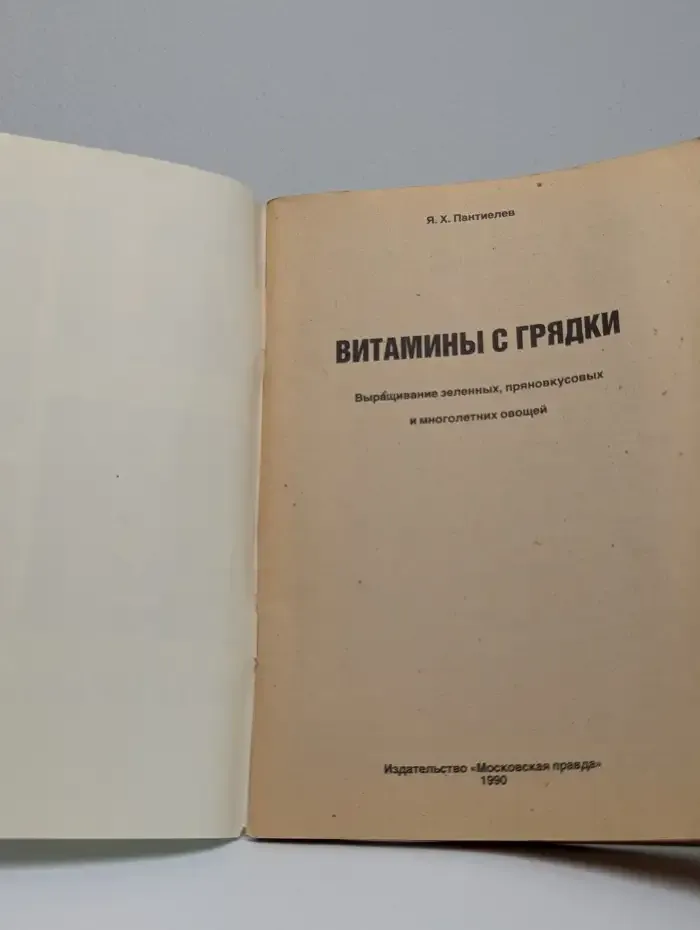 Я. Х. Пантиелев
ВИТАМИНЫ С ГРЯДКИ
Выращивание зеленных, пряновкусовых
и многолетних овощей
Издательство «Московская правда»
1990